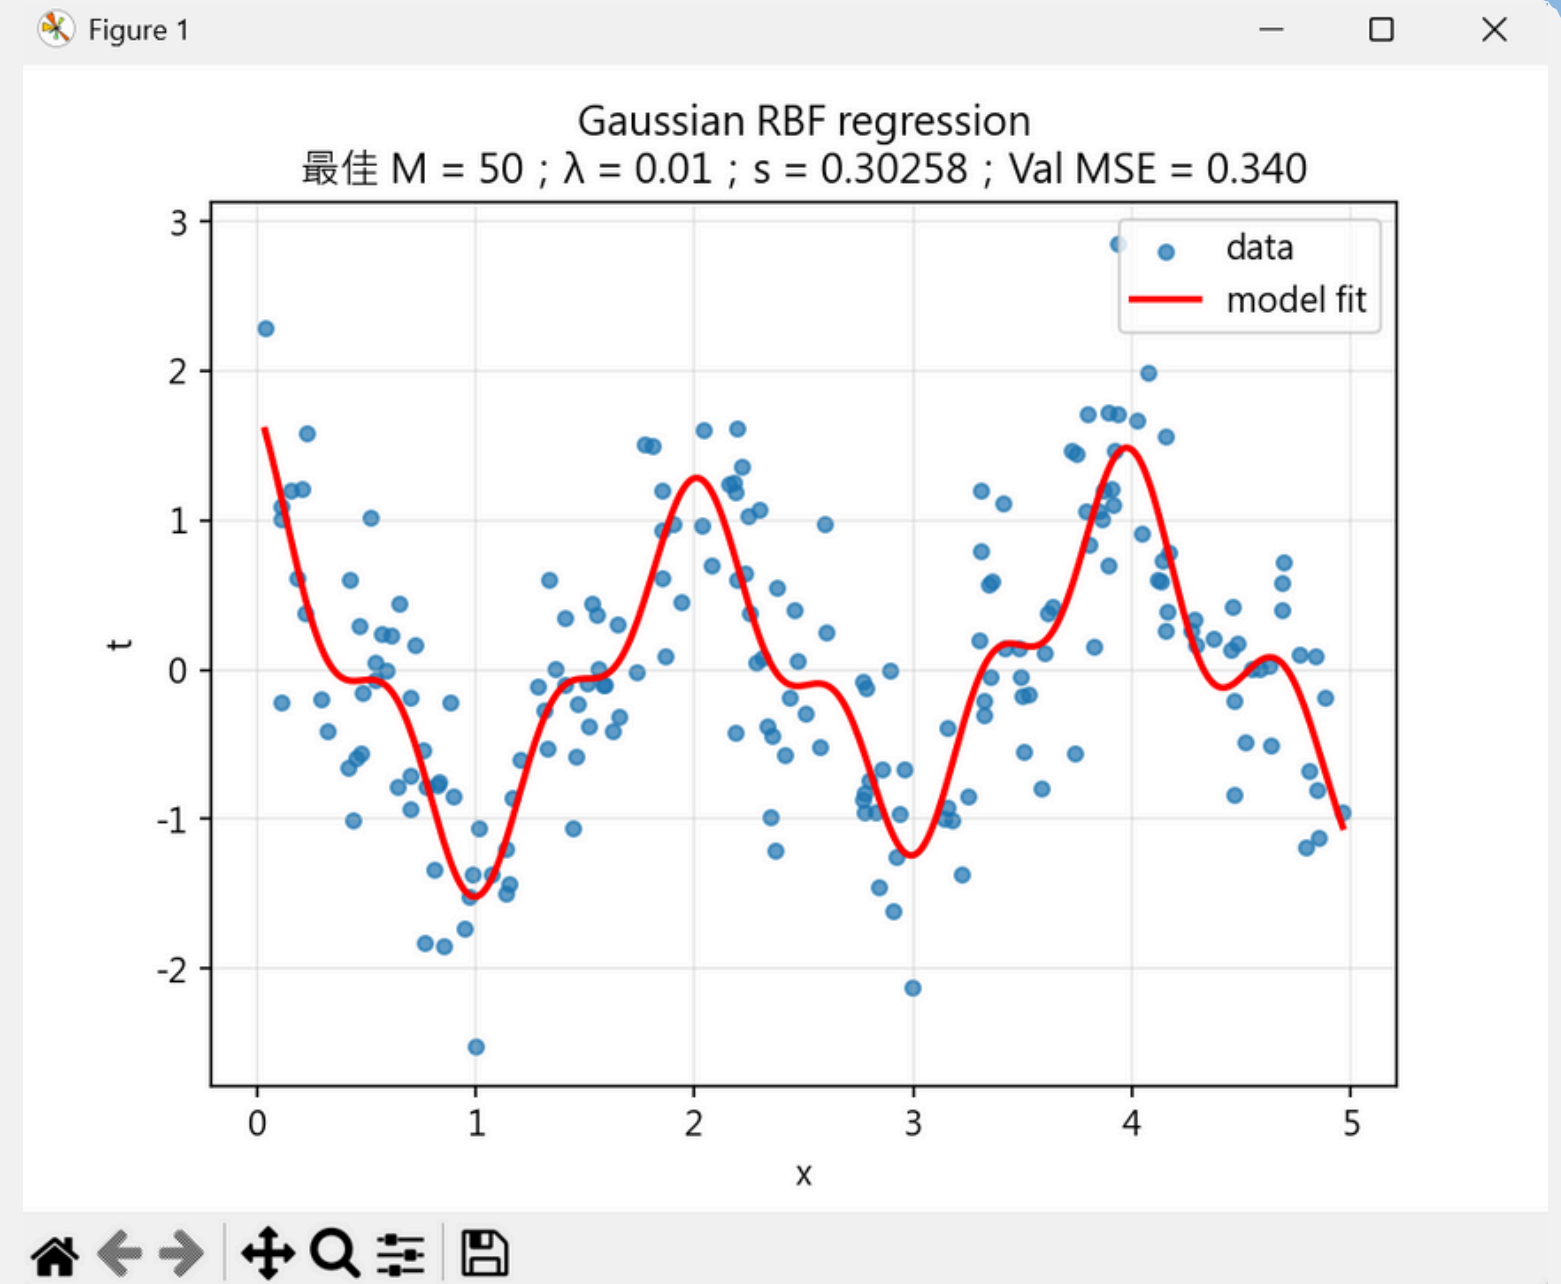 Figure 1
Gaussian RBF regression
最佳 M = 50 ; λ = 0.01 ; s = 0.30258 ; Val MSE = 0.340
data
model fit
3
2
1
0
-1
-2
t
0 1 2 3 4 5
x